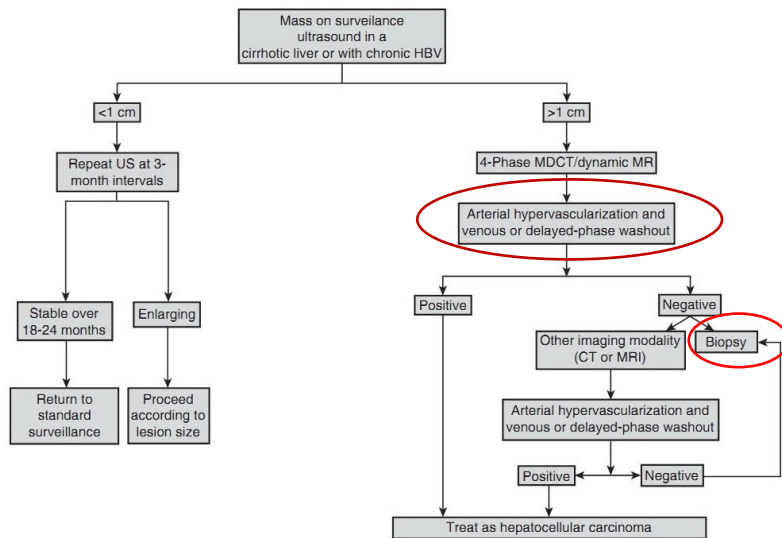 Mass on surveilance
ultrasound in a
cirrhotic liver or with chronic HBV
<1 cm
>1 cm
Repeat US at 3-
month intervals
4-Phase MDCT/dynamic MR
Arterial hypervascularization and
venous or delayed-phase washout
Stable over
18-24 months
Enlarging
Positive
Negative
Other imaging modality
(CT or MRI)
Biopsy
Return to
standard
surveillance
Proceed
according to
lesion size
Arterial hypervascularization and
venous or delayed-phase washout
Positive
Negative
Treat as hepatocellular carcinoma